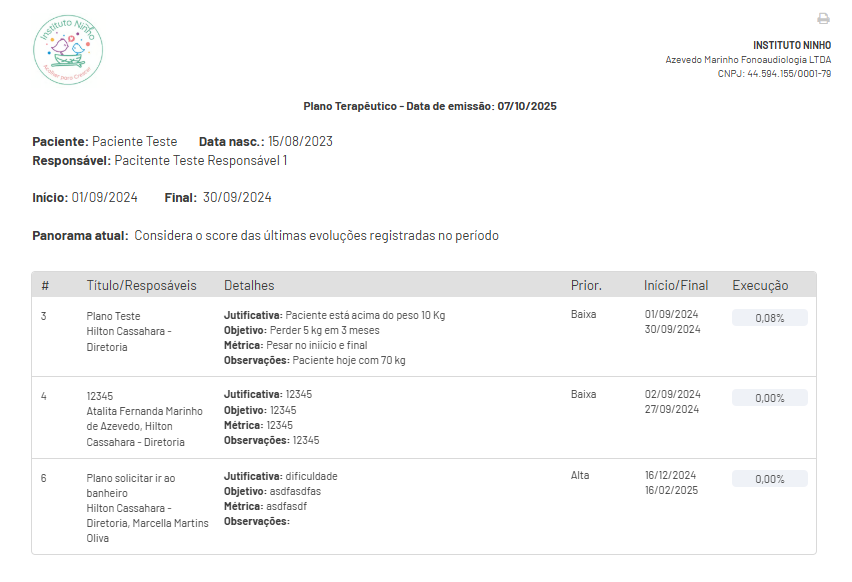 Instituto Ninho
Acolher para Crescer
INSTITUTO NINHO
Azevedo Marinho Fonoaudiologia LTDA
CNPJ: 44.594.155/0001-79
Plano Terapêutico - Data de emissão: 07/10/2025
Paciente: Paciente Teste Data nasc.: 15/08/2023
Responsável: Pacitente Teste Responsável 1
Início: 01/09/2024 Final: 30/09/2024
Panorama atual: Considera o score das últimas evoluções registradas no período
# Título/Resposáveis Detalhes Prior. Início/Final Execução
3
Plano Teste
Hilton Cassahara -
Diretoria
Jutificativa: Paciente está acima do peso 10 Kg
Objetivo: Perder 5 kg em 3 meses
Métrica: Pesar no iníicio e final
Observações: Paciente hoje com 70 kg
Baixa
01/09/2024
30/09/2024
0,08%
4
12345
Atalita Fernanda Marinho
de Azevedo, Hilton
Cassahara - Diretoria
Jutificativa: 12345
Objetivo: 12345
Métrica: 12345
Observações: 12345
Baixa
02/09/2024
27/09/2024
0,00%
6
Plano solicitar ir ao
banheiro
Hilton Cassahara -
Diretoria, Marcella Martins
Oliva
Jutificativa: dificuldade
Objetivo: asdfasdfas
Métrica: asdfasdf
Observações:
Alta
16/12/2024
16/02/2025
0,00%